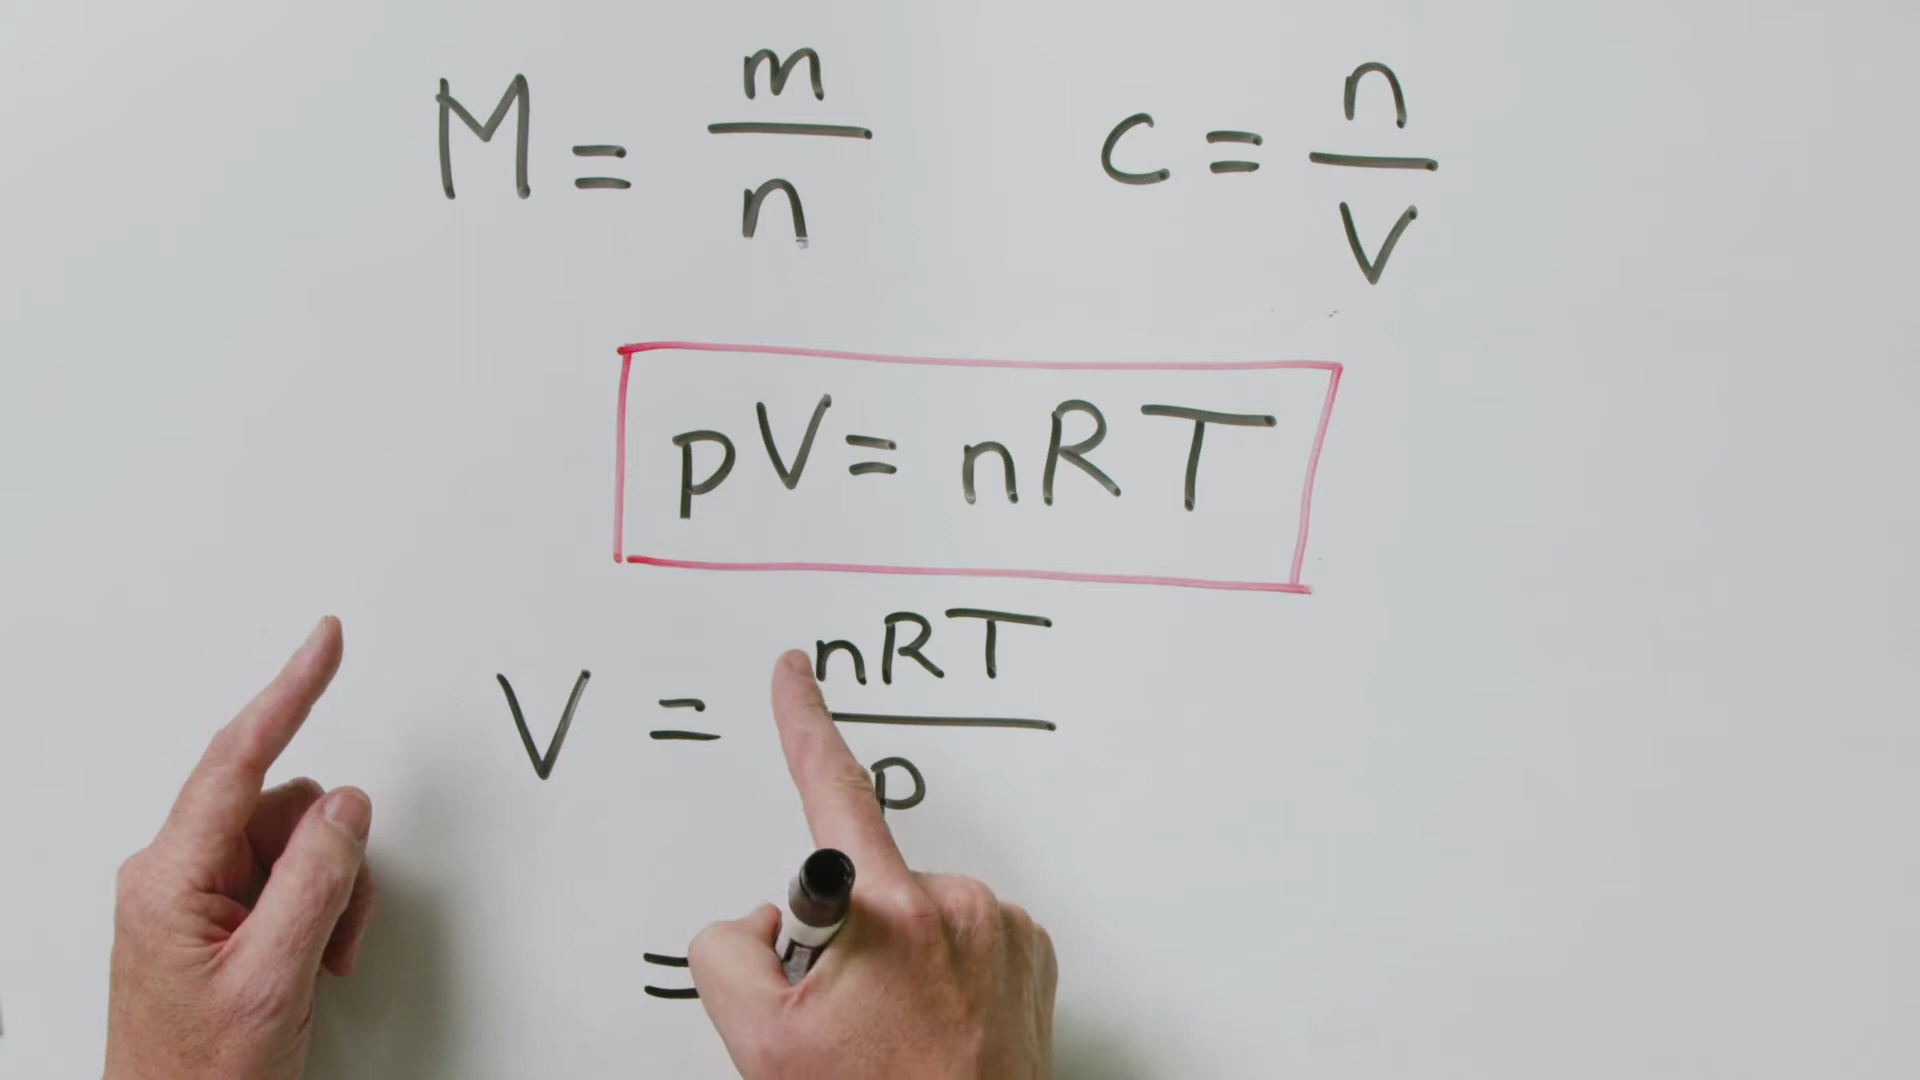 M = m/n
c = n/V
pV = nRT
V = nRT/p
=